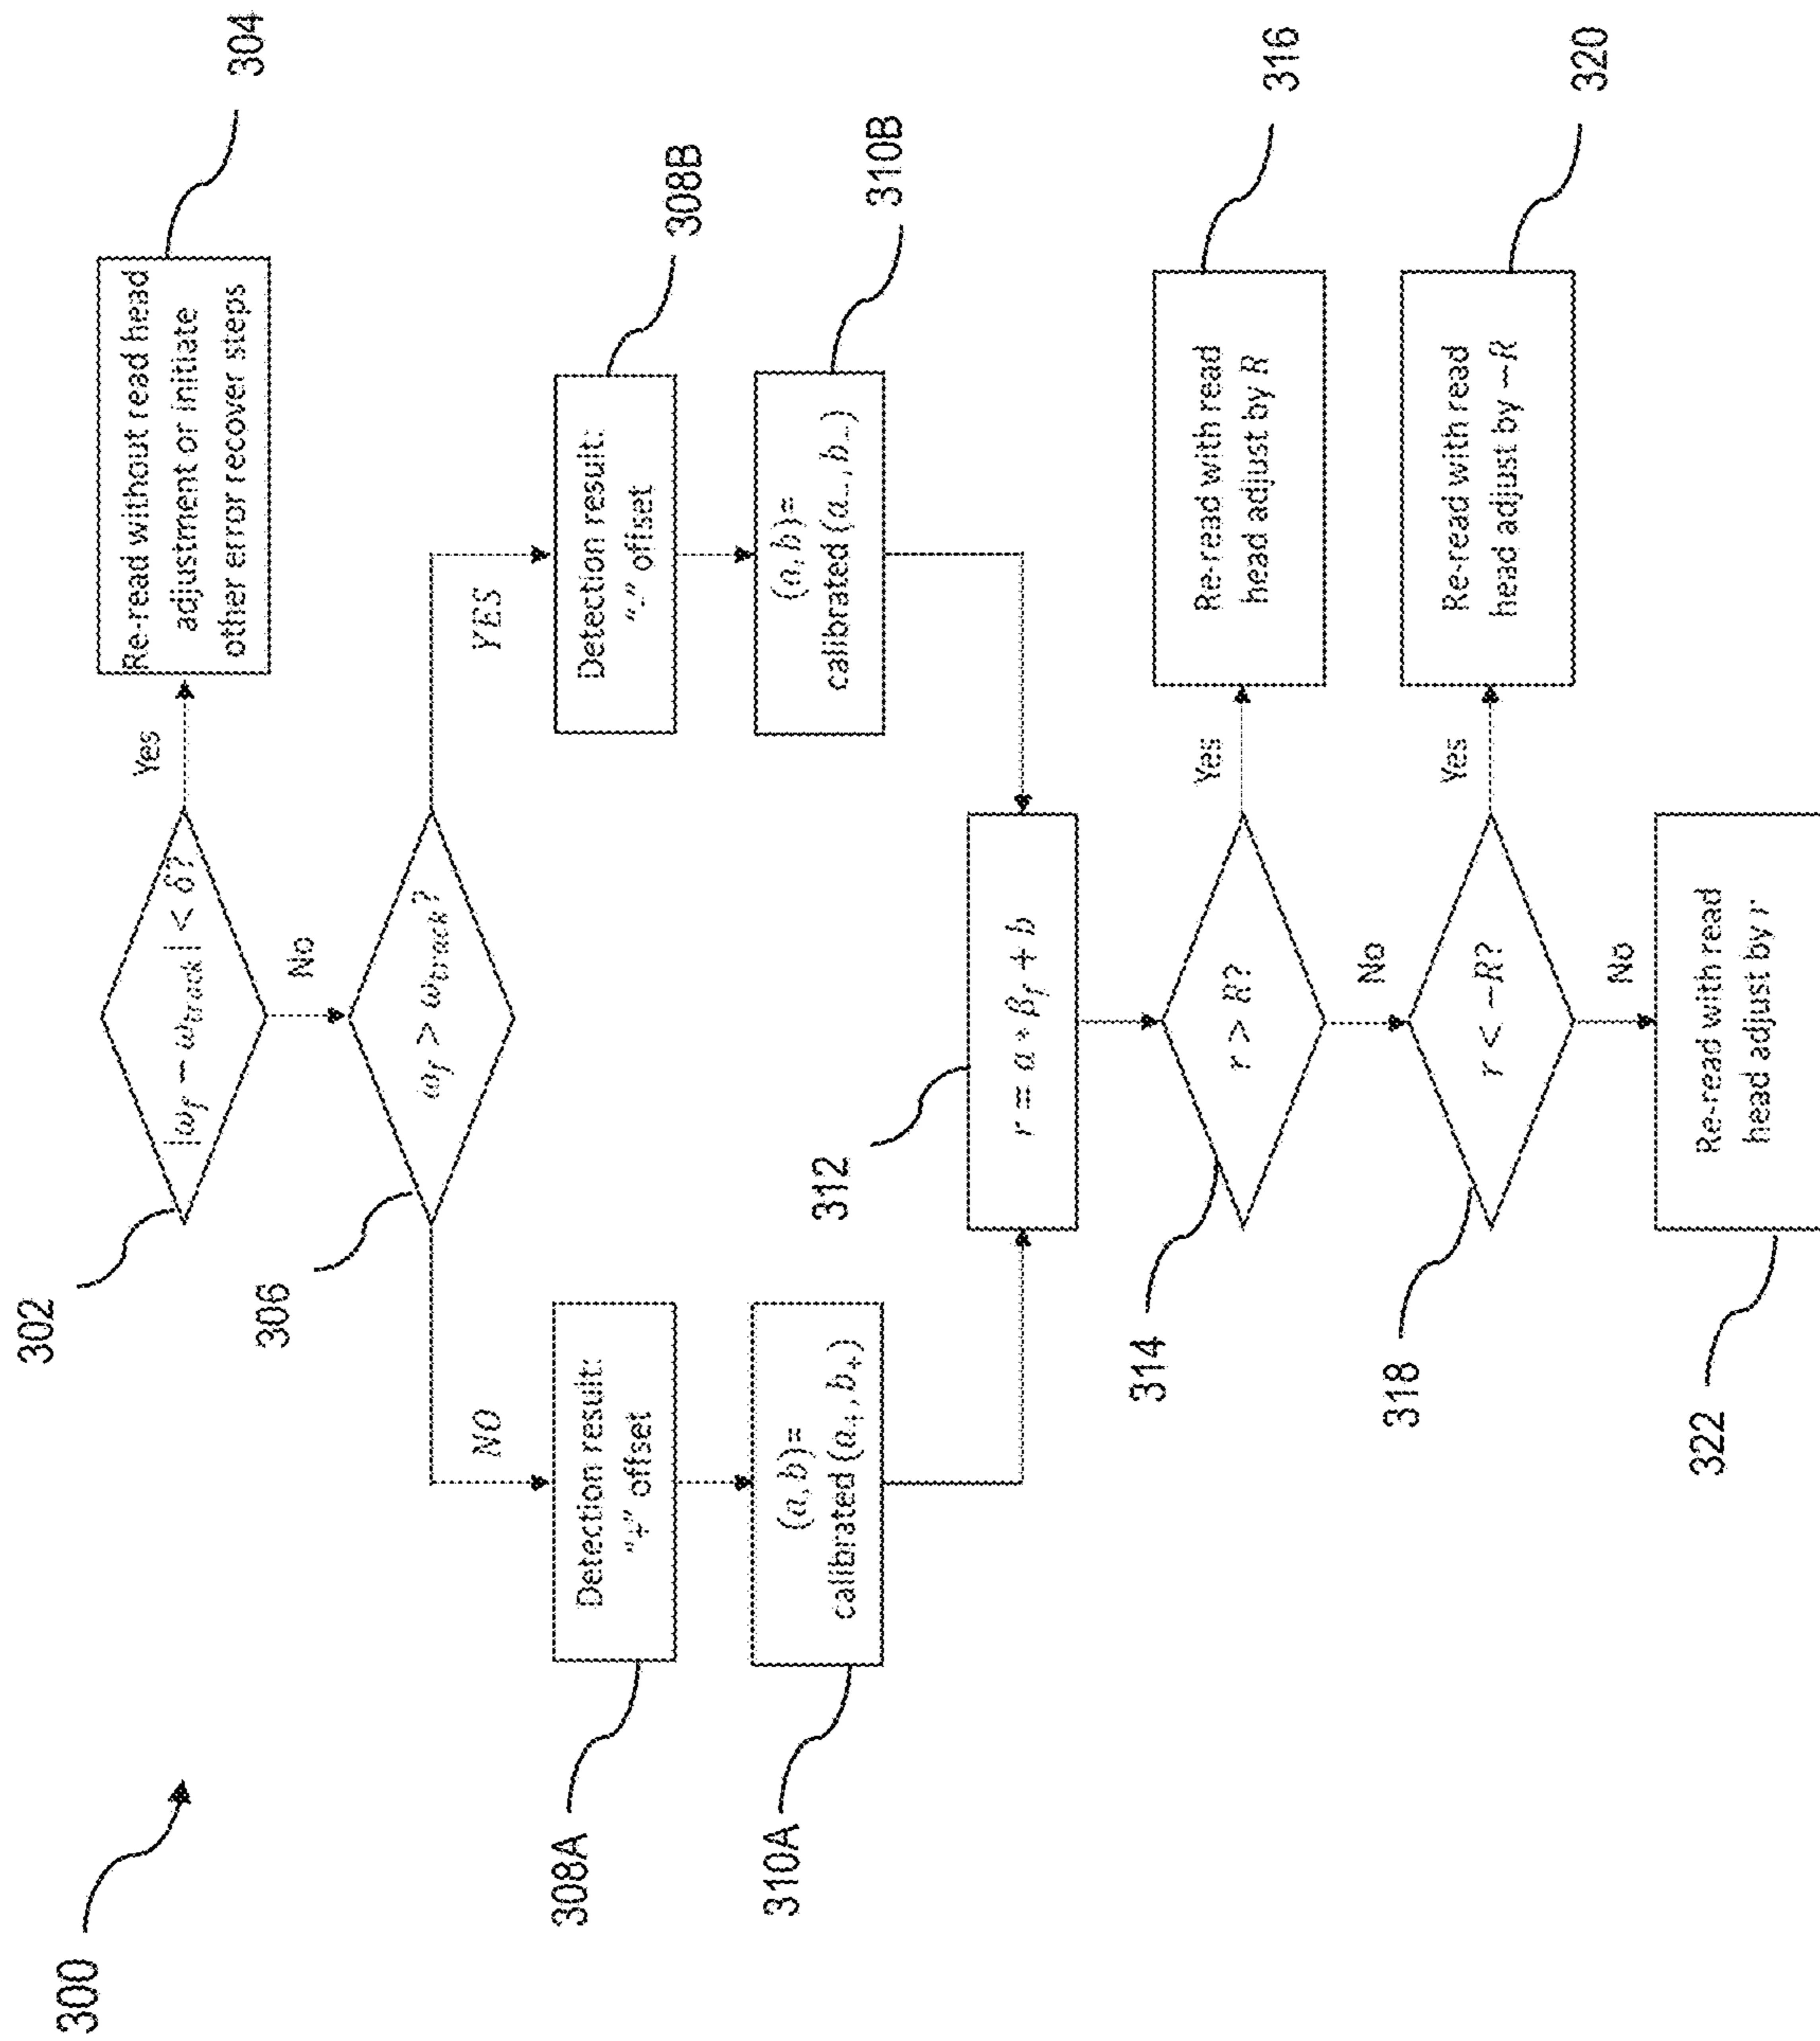 300
302
|ω_f − ω_track| < δ?
Yes
Re-read without read head
adjustment or initiate
other error recover steps
304
No
306
ω_f > ω_track?
NO
YES
308A
Detection result:
"+" offset
Detection result:
"-" offset
308B
310A
(a, b)=
calibrated (a₊, b₊)
(a, b)=
calibrated (a₋, b₋)
310B
312
r = a * β_f + b
314
r > R?
Yes
Re-read with read
head adjust by R
316
No
318
r < −R?
Yes
Re-read with read
head adjust by −R
320
No
322
Re-read with read
head adjust by r